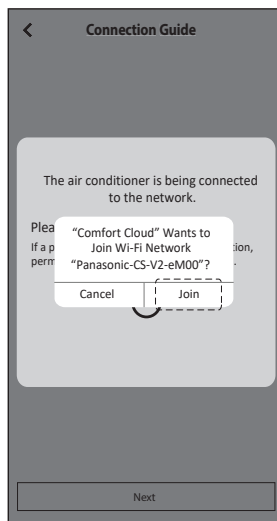 Connection Guide
The air conditioner is being connected
to the network.
Plea
If a p
tion,
perm
.
“Comfort Cloud” Wants to
Join Wi-Fi Network
“Panasonic-CS-V2-eM00”?
Cancel
Join
Next